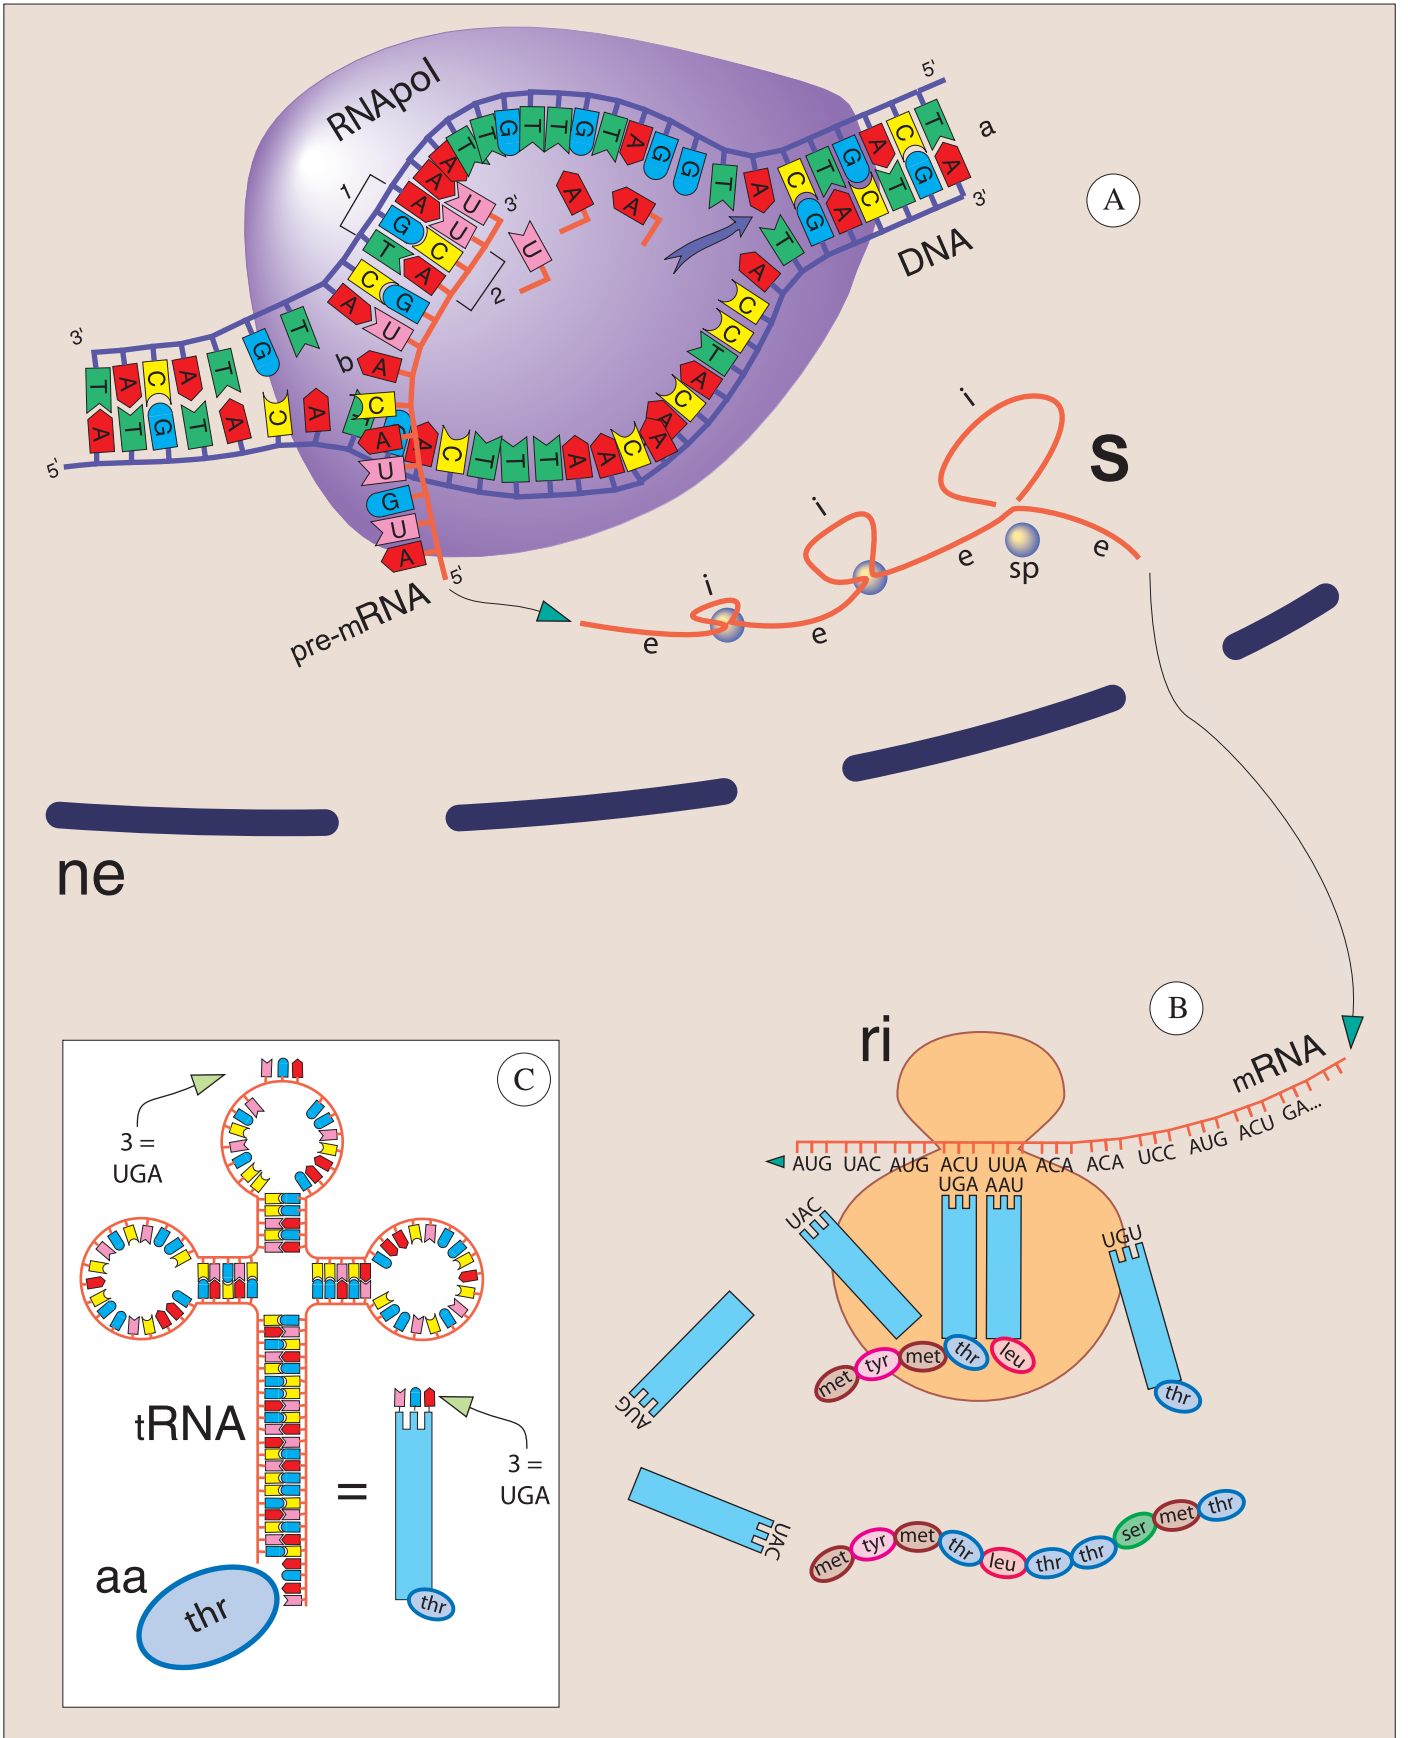 RNApol
5'
a
3'
DNA
A
T C A G T C A T G G A T G T T G T T A A A G T C A T G T A C A T
A G T C A G T A C C T A C A A C A A T T T C A G T A C A T G T A
A A U
1
3'
2
U U C A G U A C A U G U A
b
3'
5'
5'
pre-mRNA
i
i
i
S
e
e
e
e
sp
ne
B
ri
mRNA
AUG UAC AUG ACU UUA ACA ACA UCC AUG ACU GA...
UGA AAU
UAC
UGU
AUG
UAC
met tyr met thr leu
thr
met tyr met thr leu thr thr ser met thr
C
3 =
UGA
tRNA
=
3 =
UGA
aa
thr
thr